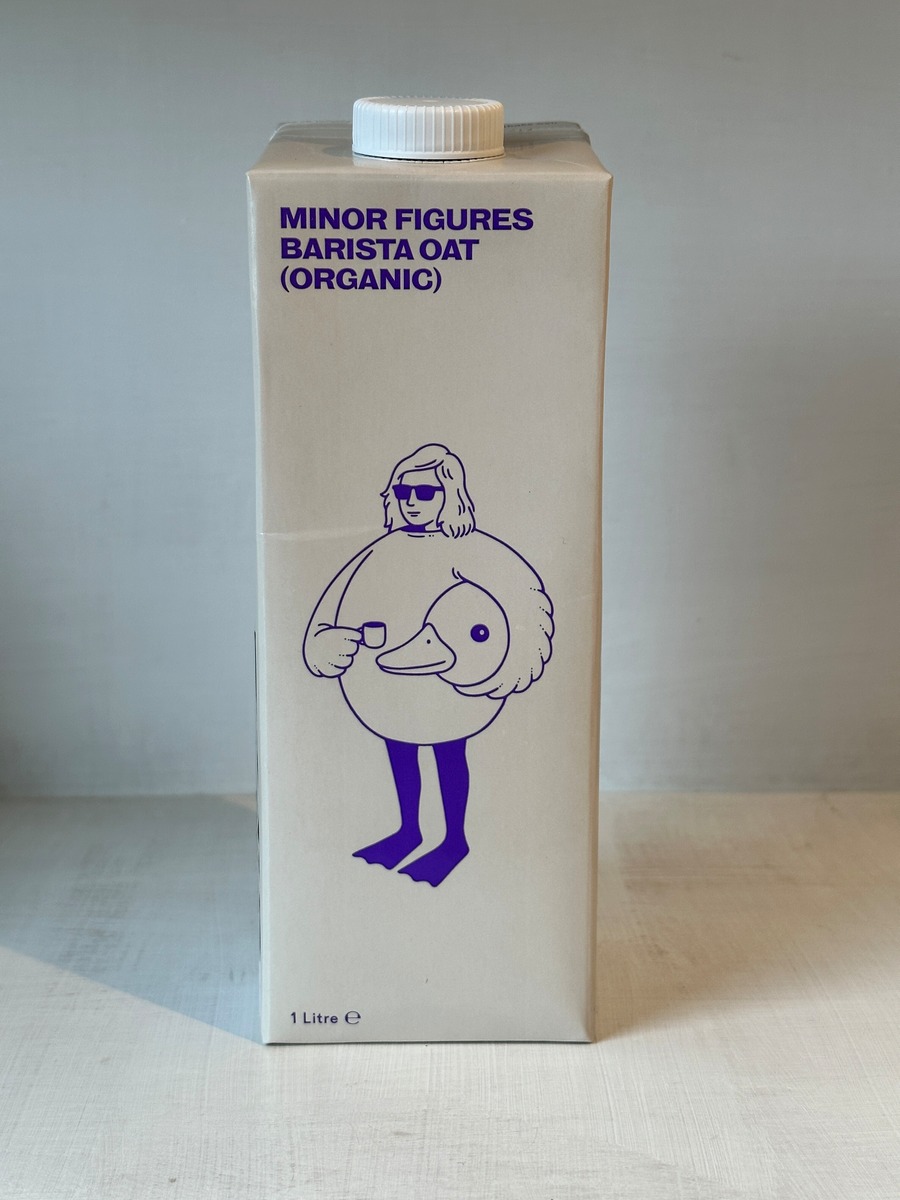 MINOR FIGURES
BARISTA OAT
(ORGANIC)
1 Litre ℮